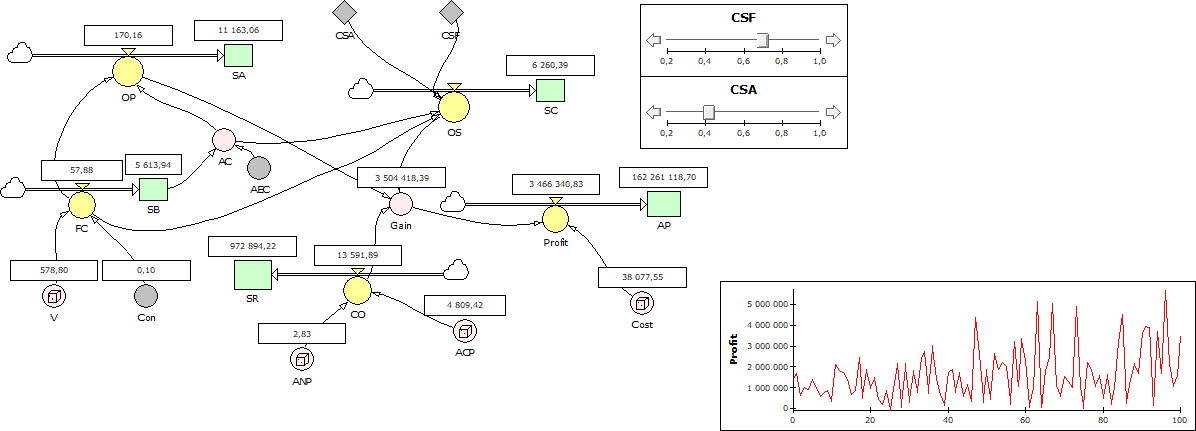 170,16
11 163,06
OP
SA
CSA
CSF
6 260,39
OS
SC
CSF
0,2 0,4 0,6 0,8 1,0
CSA
0,2 0,4 0,6 0,8 1,0
AC
AEC
57,88
5 613,94
FC
SB
3 504 418,39
Gain
3 466 340,83
162 261 118,70
Profit
AP
578,80
0,10
V
Con
972 894,22
SR
13 591,89
CO
38 077,55
Cost
4 809,42
ACP
2,83
ANP
Profit
5 000 000
4 000 000
3 000 000
2 000 000
1 000 000
0
0 20 40 60 80 100